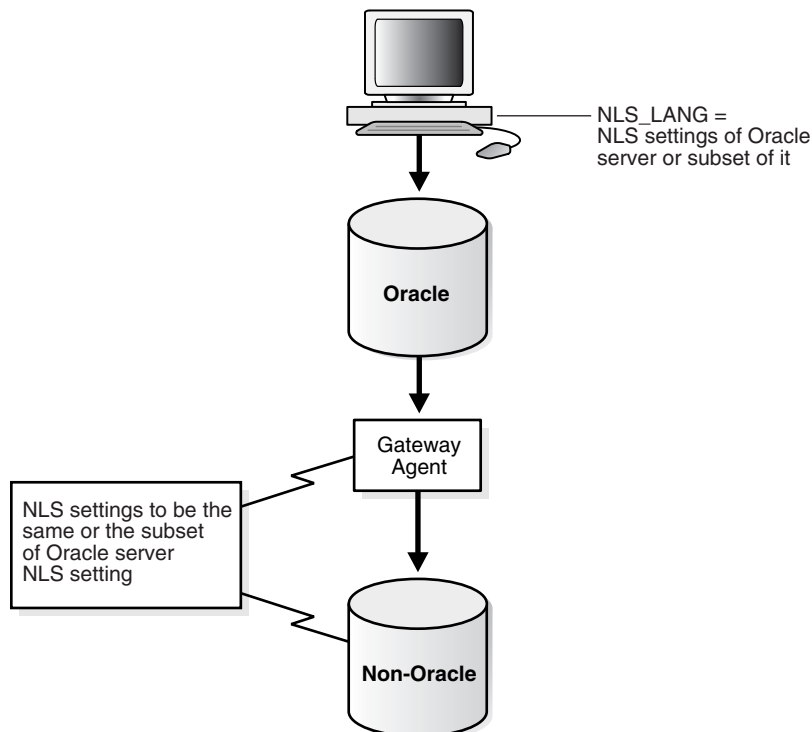 NLS_LANG =
NLS settings of Oracle
server or subset of it
Oracle
Gateway
Agent
NLS settings to be the
same or the subset
of Oracle server
NLS setting
Non-Oracle